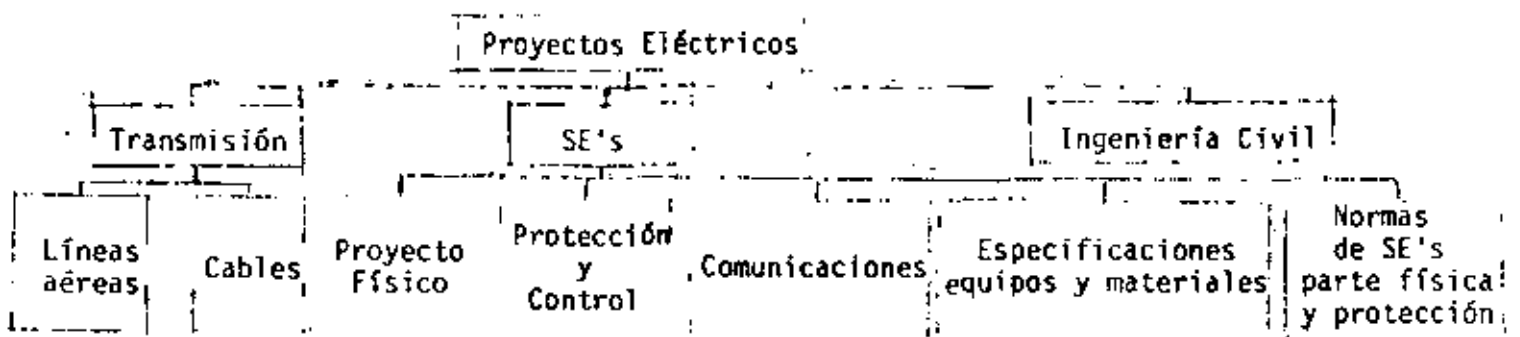 Proyectos Eléctricos
Transmisión
SE's
Ingeniería Civil
Líneas
aéreas
Cables
Proyecto
Físico
Protección
y
Control
Comunicaciones
Especificaciones
equipos y materiales
Normas
de SE's
parte física
y protección